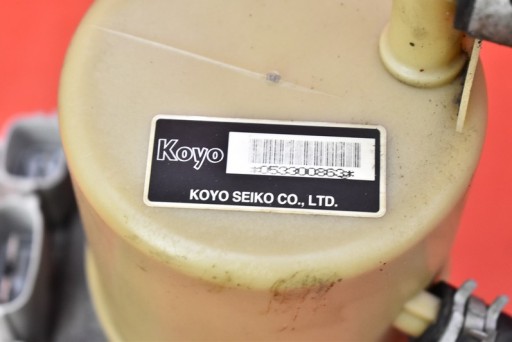 Koyo
*053300863*
KOYO SEIKO CO., LTD.